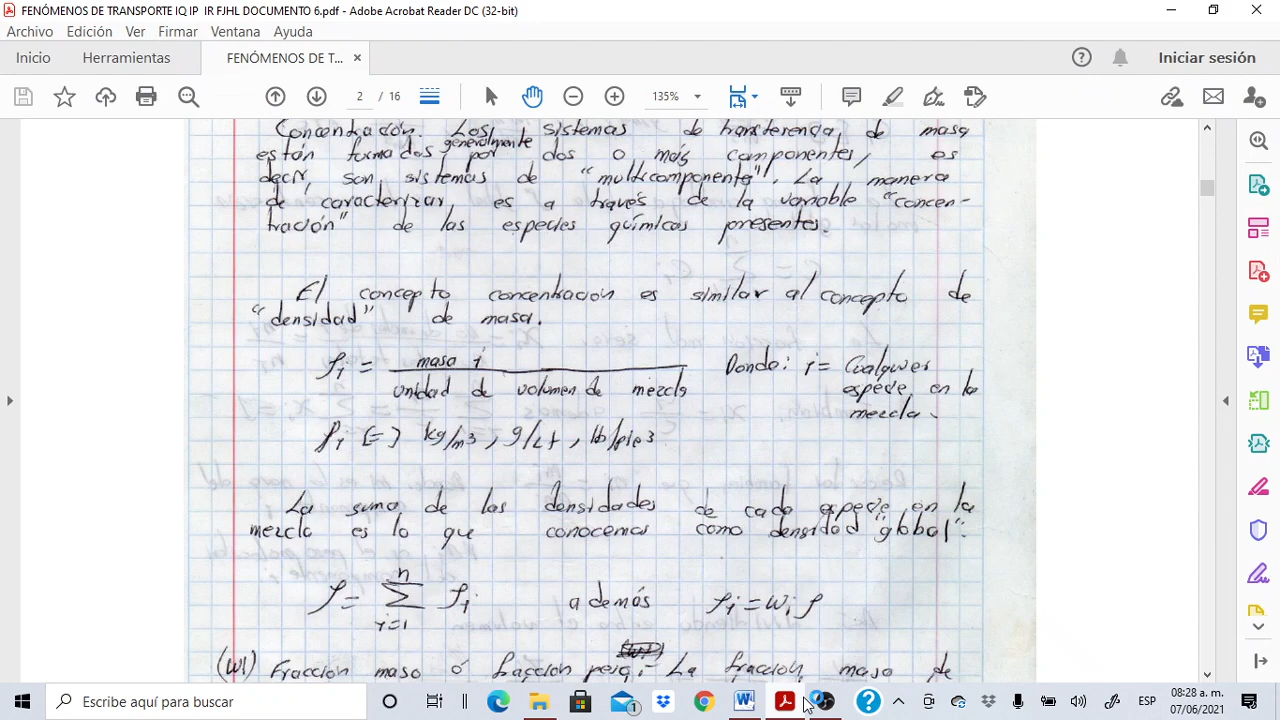 FENÓMENOS DE TRANSPORTE IQ IP  IR FJHL DOCUMENTO 6.pdf - Adobe Acrobat Reader DC (32-bit)
Archivo Edición Ver Firmar Ventana Ayuda
Inicio Herramientas FENÓMENOS DE T... × Iniciar sesión
2 / 16 135%
Concentración. Los sistemas de transferencia de masa
están formados generalmente por dos o más componentes, es
decir, son sistemas de "multicomponente". La manera
de caracterizar, es a través de la variable "concen-
tración" de las especies químicas presentes.
El concepto concentración es similar al concepto de
"densidad" de masa.
ρi = masa i / unidad de volumen de mezcla Donde: i = Cualquier
especie en la
mezcla.
ρi [=] kg/m3, g/Lt, lb/pie3
La suma de las densidades de cada especie en la
mezcla es lo que conocemos como densidad "global":
ρ = n Σ i=1 ρi además ρi = wi ρ
(wi) Fracción masa ó fracción peso.- La fracción masa de
Escribe aquí para buscar 1 ESP 08:28 a. m.
07/06/2021